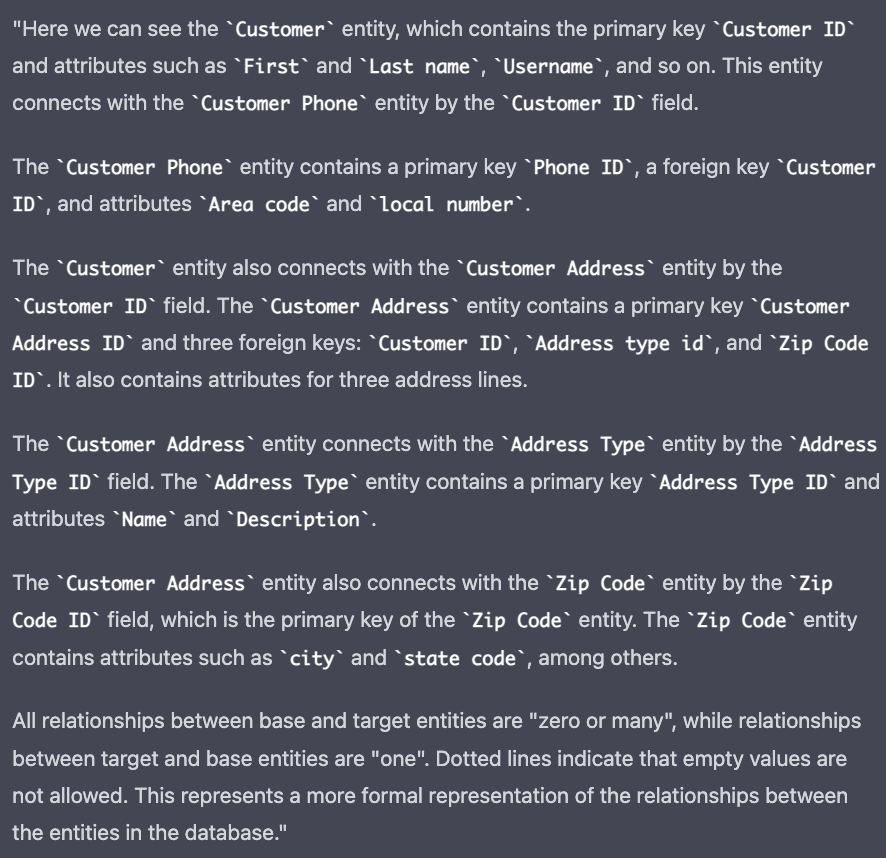 "Here we can see the `Customer` entity, which contains the primary key `Customer ID`
and attributes such as `First` and `Last name`, `Username`, and so on. This entity
connects with the `Customer Phone` entity by the `Customer ID` field.
The `Customer Phone` entity contains a primary key `Phone ID`, a foreign key `Customer
ID`, and attributes `Area code` and `local number`.
The `Customer` entity also connects with the `Customer Address` entity by the
`Customer ID` field. The `Customer Address` entity contains a primary key `Customer
Address ID` and three foreign keys: `Customer ID`, `Address type id`, and `Zip Code
ID`. It also contains attributes for three address lines.
The `Customer Address` entity connects with the `Address Type` entity by the `Address
Type ID` field. The `Address Type` entity contains a primary key `Address Type ID` and
attributes `Name` and `Description`.
The `Customer Address` entity also connects with the `Zip Code` entity by the `Zip
Code ID` field, which is the primary key of the `Zip Code` entity. The `Zip Code` entity
contains attributes such as `city` and `state code`, among others.
All relationships between base and target entities are "zero or many", while relationships
between target and base entities are "one". Dotted lines indicate that empty values are
not allowed. This represents a more formal representation of the relationships between
the entities in the database."